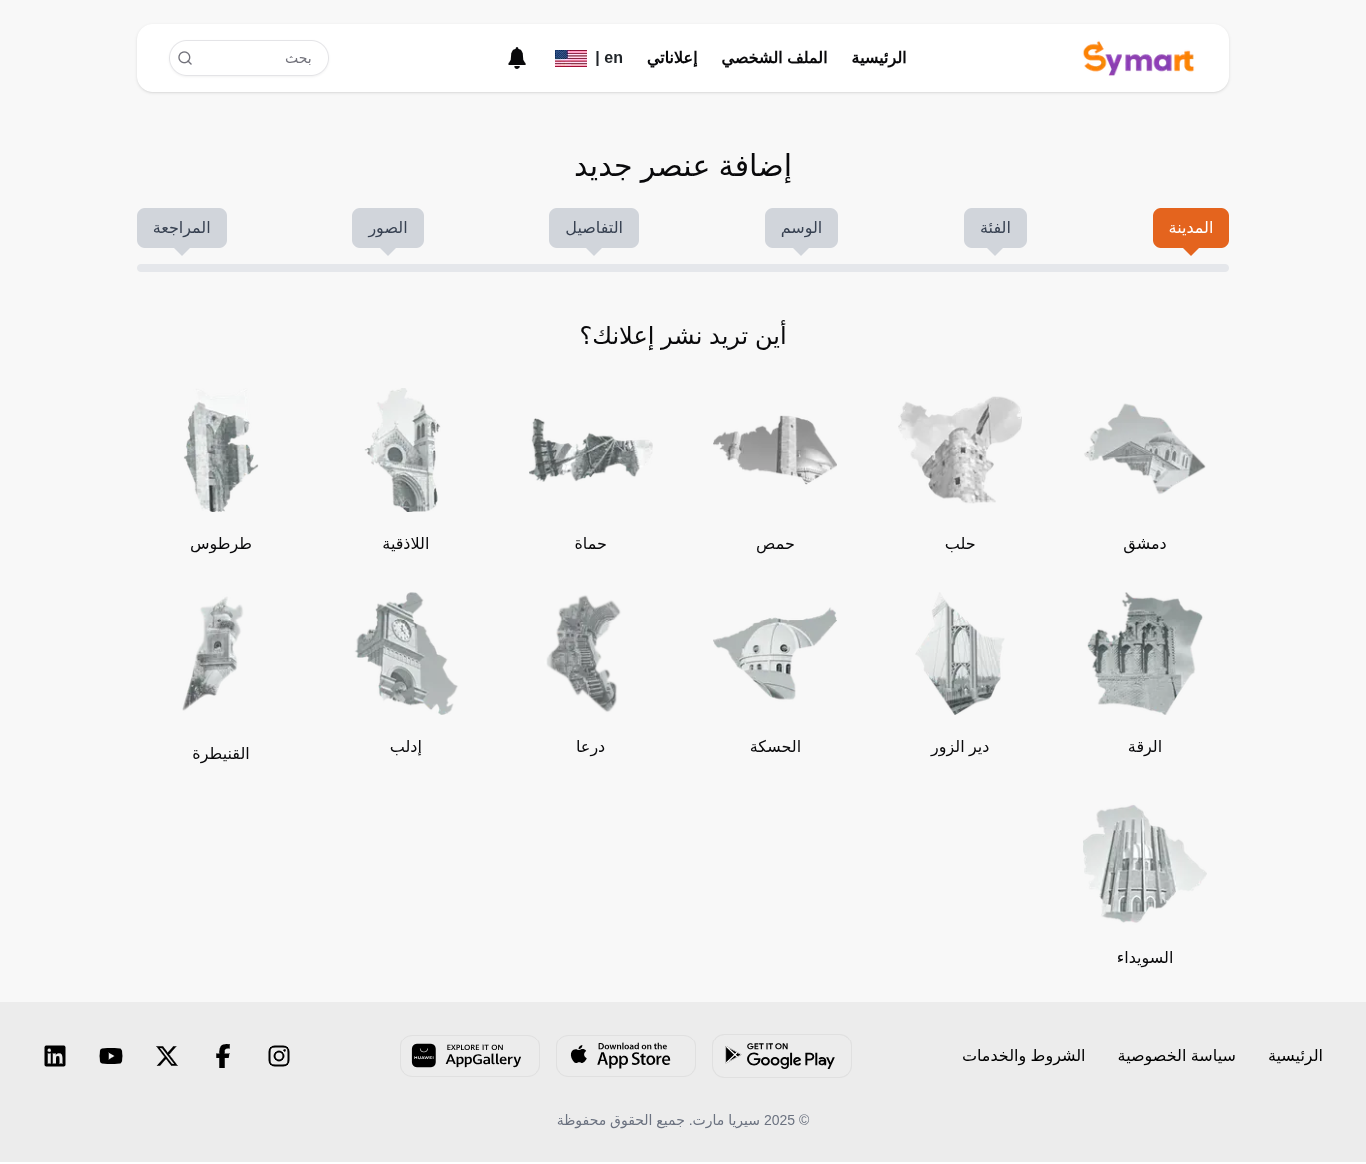 Symart
الرئيسية
الملف الشخصي
إعلاناتي
en |
بحث
إضافة عنصر جديد
المدينة
الفئة
الوسم
التفاصيل
الصور
المراجعة
أين تريد نشر إعلانك؟
دمشق
حلب
حمص
حماة
اللاذقية
طرطوس
الرقة
دير الزور
الحسكة
درعا
إدلب
القنيطرة
السويداء
الرئيسية
سياسة الخصوصية
الشروط والخدمات
GET IT ON
Google Play
Download on the
App Store
HUAWEI
EXPLORE IT ON
AppGallery
© 2025 سيريا مارت. جميع الحقوق محفوظة